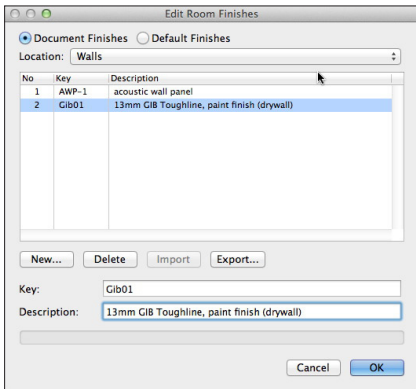 Edit Room Finishes
Document Finishes Default Finishes
Location: Walls
No Key Description
1 AWP-1 acoustic wall panel
2 Gib01 13mm GIB Toughline, paint finish (drywall)
New... Delete Import Export...
Key: Gib01
Description: 13mm GIB Toughline, paint finish (drywall)
Cancel OK